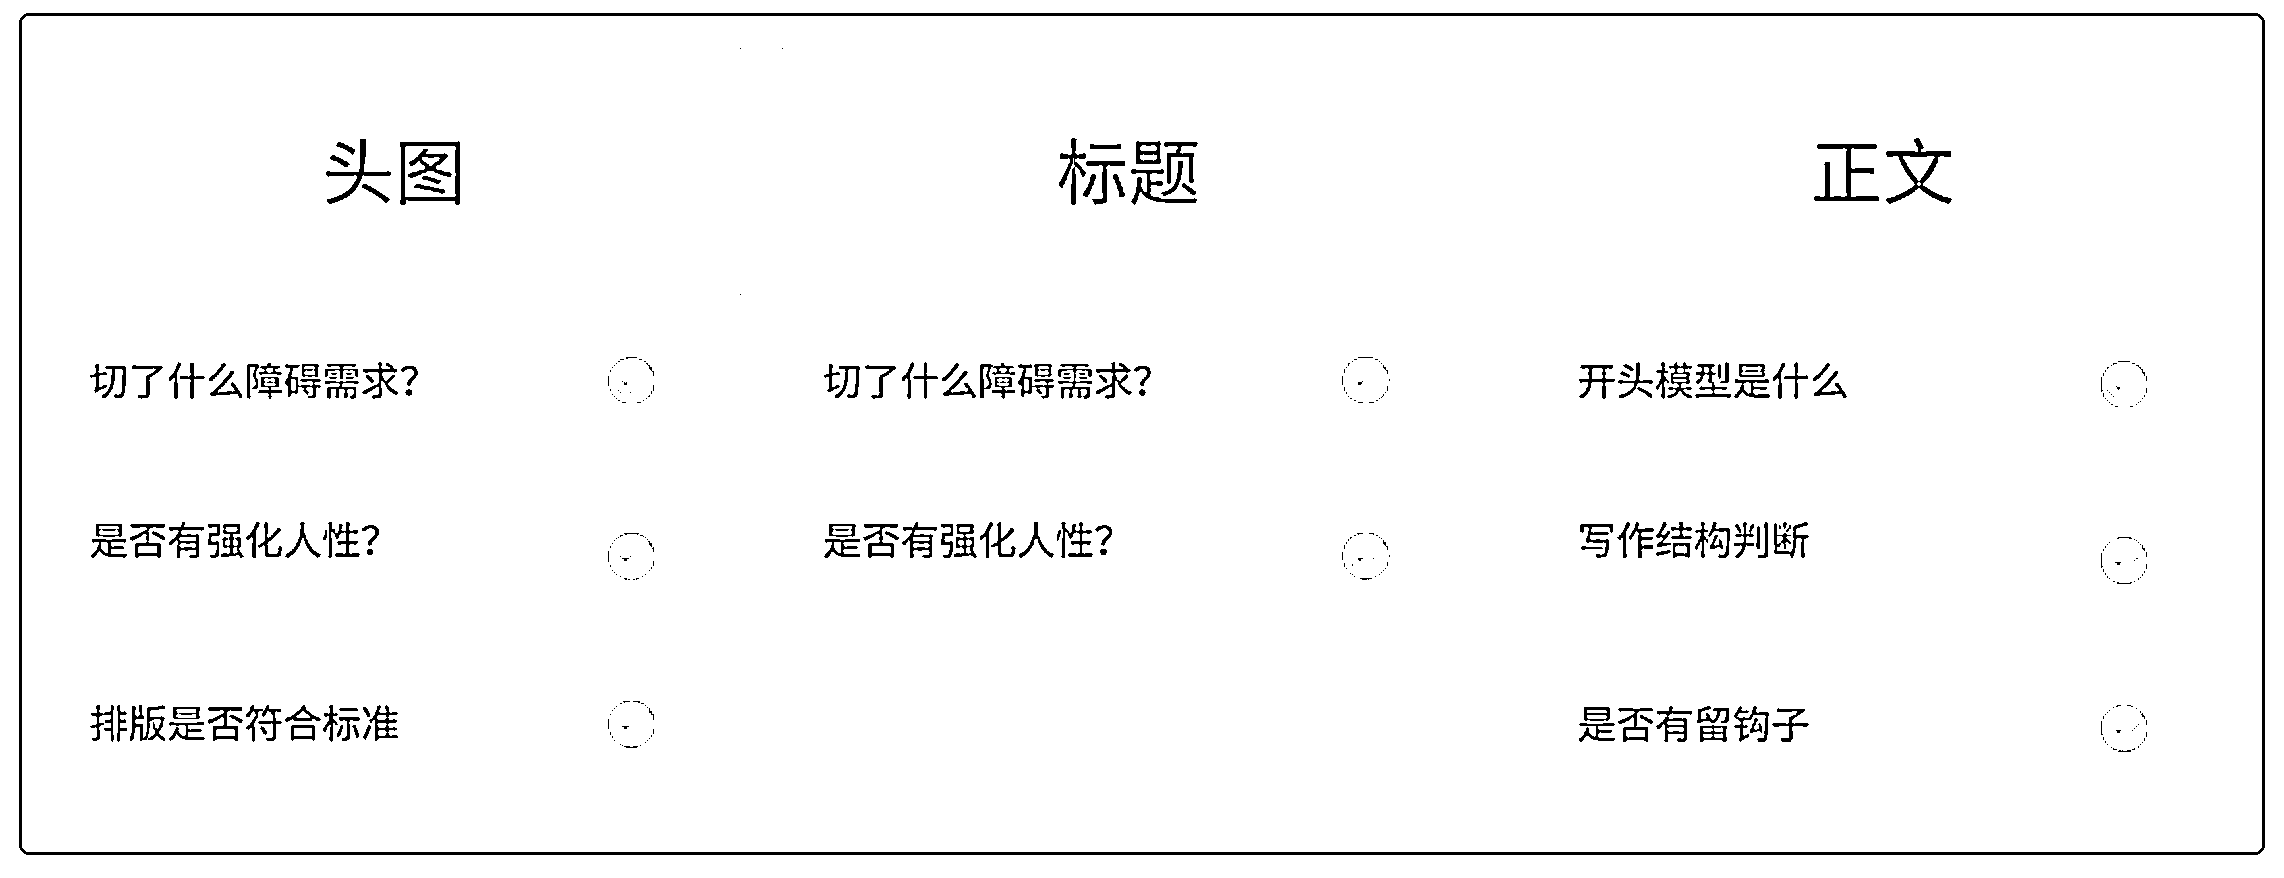 头图
切了什么障碍需求？
是否有强化人性？
排版是否符合标准
标题
切了什么障碍需求？
是否有强化人性？
正文
开头模型是什么
写作结构判断
是否有留钩子